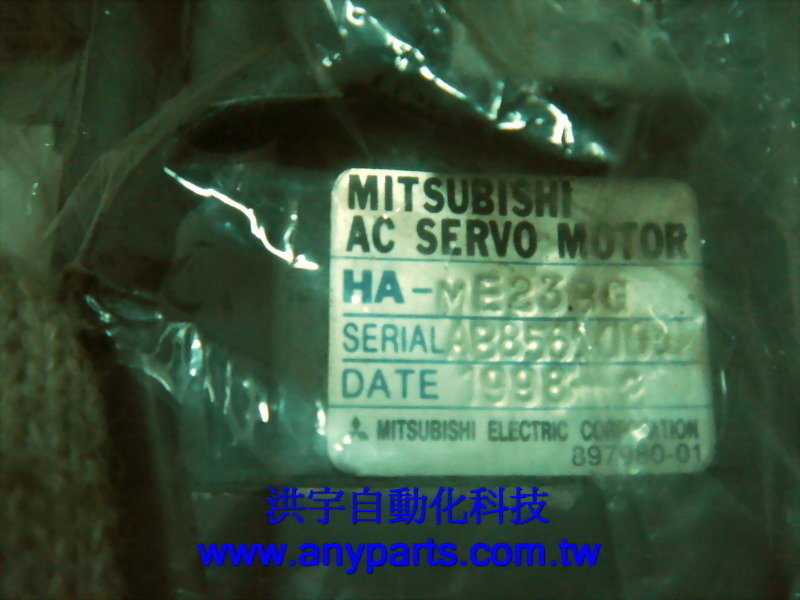 MITSUBISHI
AC SERVO MOTOR
HA-ME23BG
SERIAL
DATE 1998- 2
MITSUBISHI ELECTRIC CORPORATION
897980-01
洪宇自動化科技
www.anyparts.com.tw